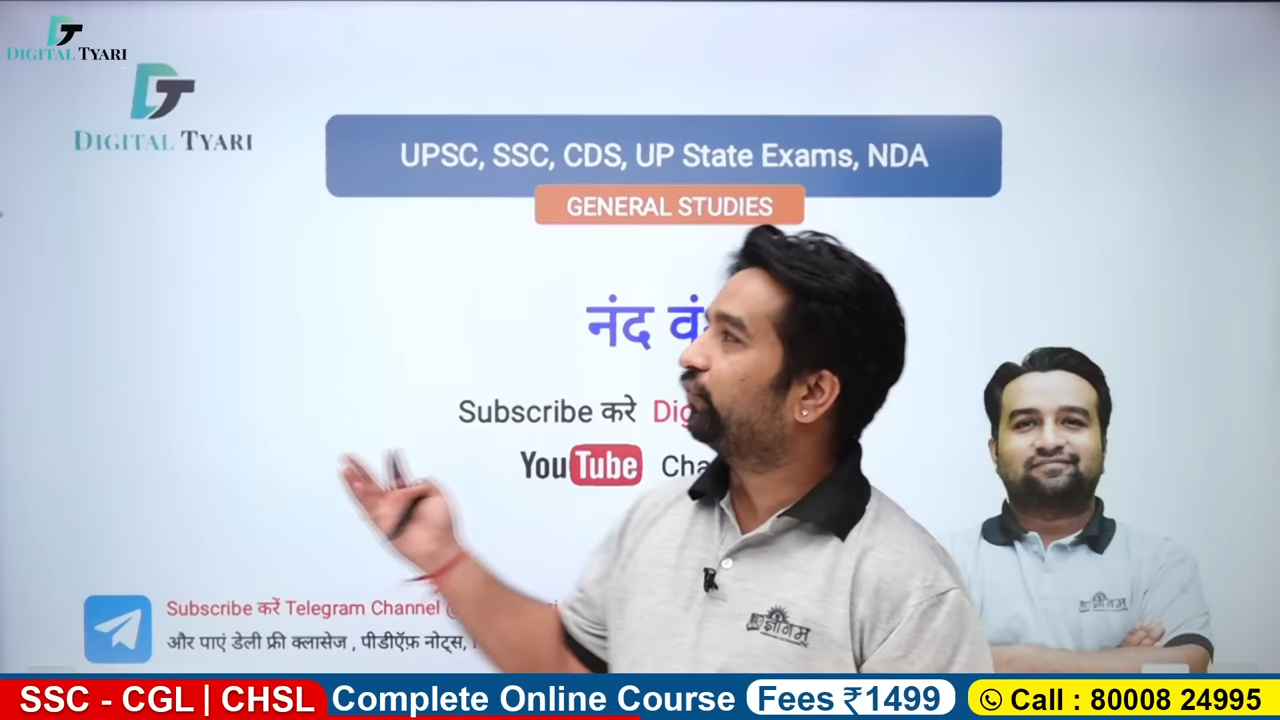 DIGITAL TYARI
DIGITAL TYARI
UPSC, SSC, CDS, UP State Exams, NDA
GENERAL STUDIES
नंद
Subscribe करे
YouTube
Subscribe करें Telegram Channel
और पाएं डेली फ्री क्लासेज , पीडीऍफ़ नोट्स,
SSC - CGL | CHSL Complete Online Course Fees ₹1499 Call : 80008 24995